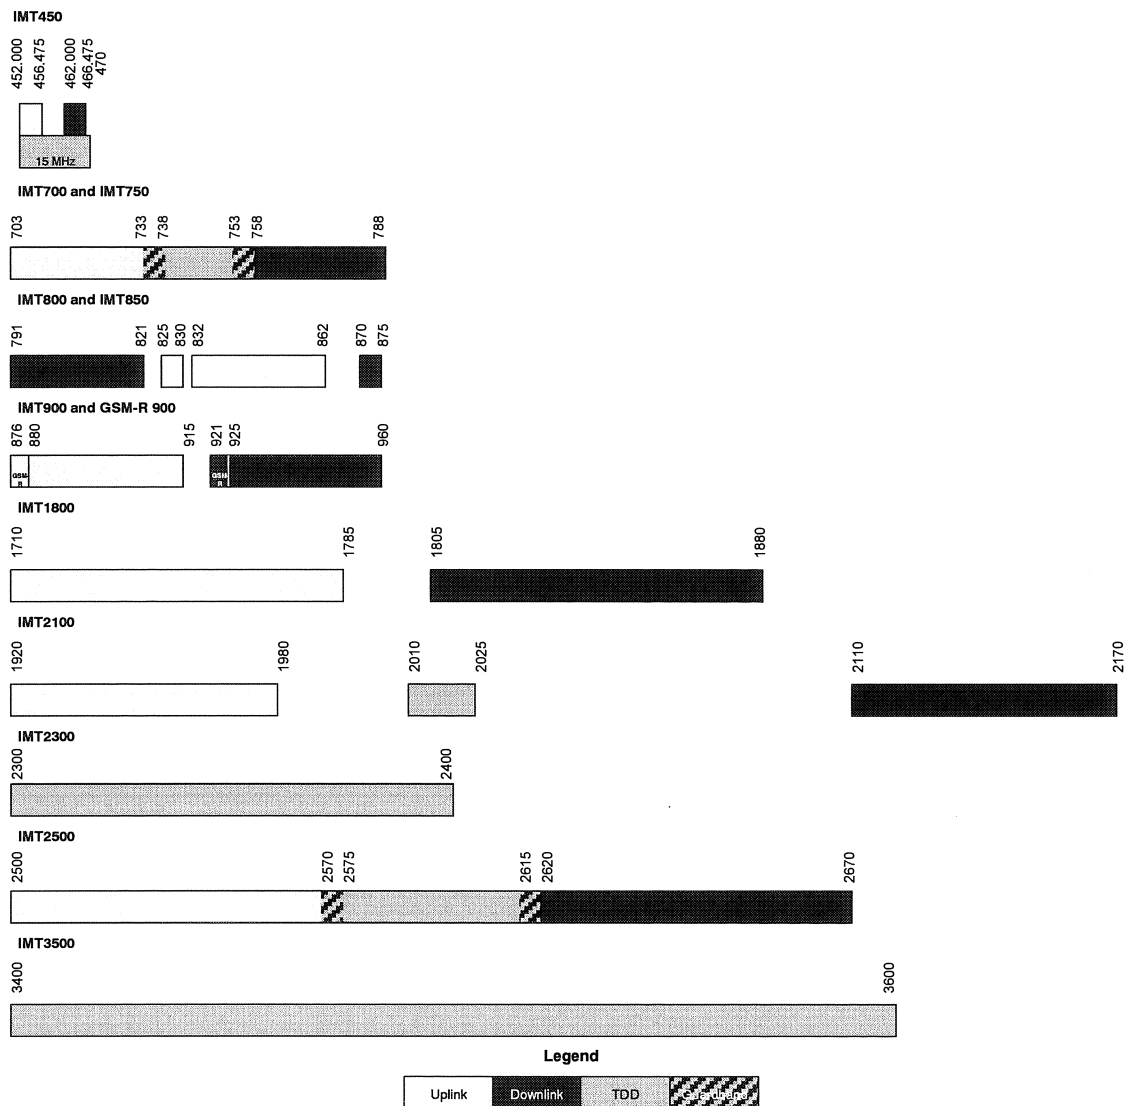 IMT450
452.000 456.475 462.000 466.475 470
15 MHz
IMT700 and IMT750
703 733 738 753 758 788
IMT800 and IMT850
791 821 825 830 832 862 870 875
IMT900 and GSM-R 900
876 880 915 921 925 960
GSM-R GSM-R
IMT1800
1710 1785 1805 1880
IMT2100
1920 1980 2010 2025 2110 2170
IMT2300
2300 2400
IMT2500
2500 2570 2575 2615 2620 2670
IMT3500
3400 3600
Legend
Uplink Downlink TDD Guardband